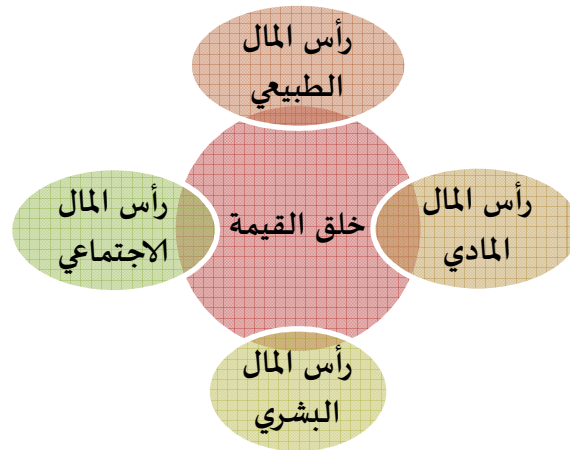 رأس المال
الطبيعي
رأس المال
المادي
خلق القيمة
رأس المال
الاجتماعي
رأس المال
البشري